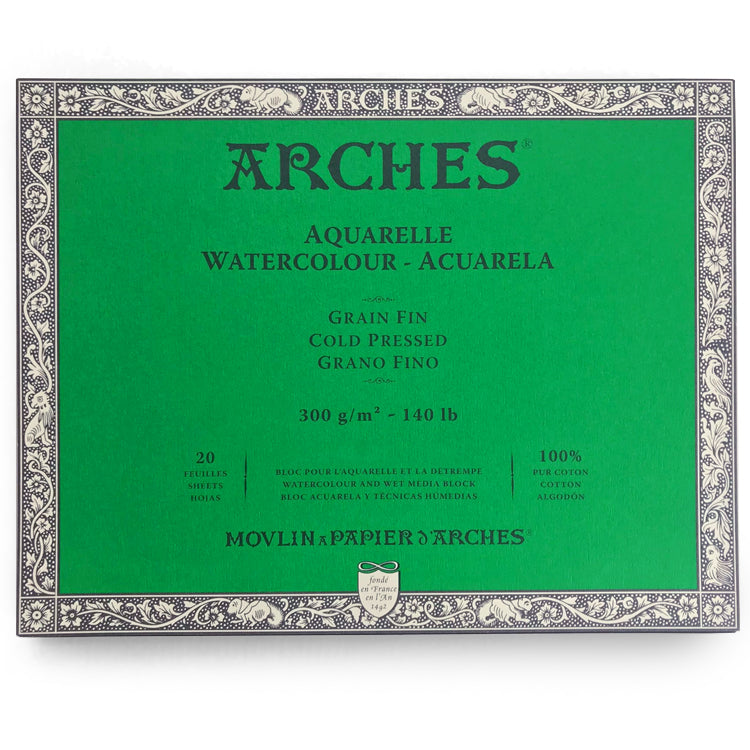 ARCHES
ARCHES®
AQUARELLE
WATERCOLOUR - ACUARELA
GRAIN FIN
COLD PRESSED
GRANO FINO
300 g/m² ~ 140 lb
20
FEUILLES
SHEETS
HOJAS
BLOC POUR L'AQUARELLE ET LA DÉTREMPE
WATERCOLOUR AND WET MEDIA BLOCK
BLOC ACUARELA Y TÉCNICAS HÚMEDIAS
100%
PUR COTON
COTTON
ALGODÓN
MOVLIN A PAPIER d'ARCHES®
fondé
en France
en l'An
1492